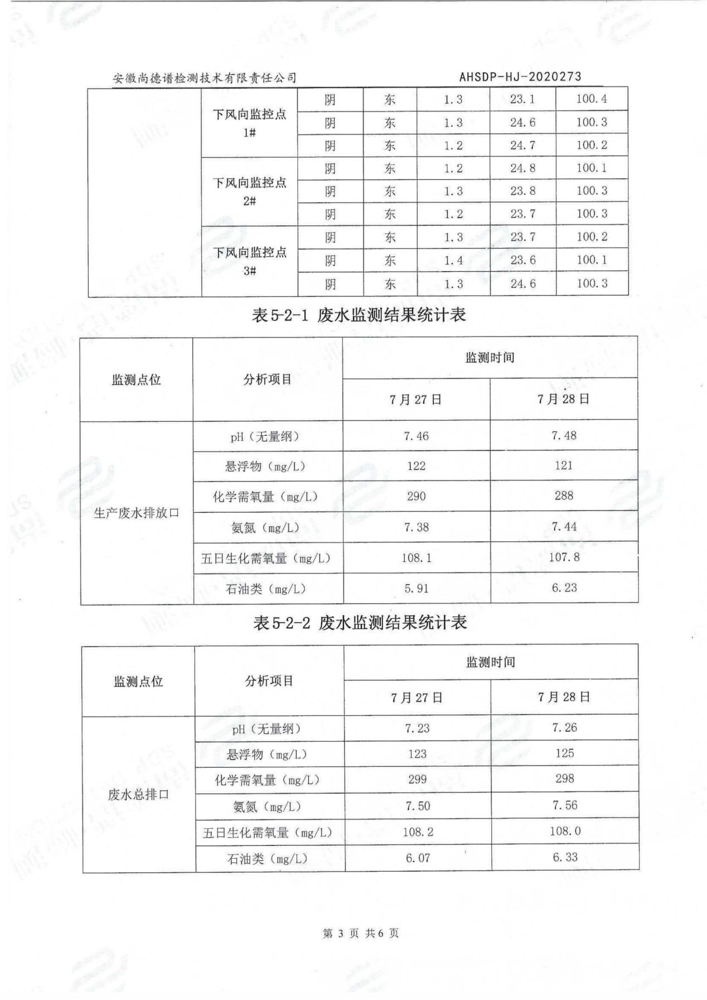 安徽尚德谱检测技术有限责任公司 AHSDP-HJ-2020273
下风向监控点 1# 阴 东 1.3 23.1 100.4
阴 东 1.3 24.6 100.3
阴 东 1.2 24.7 100.2
下风向监控点 2# 阴 东 1.2 24.8 100.1
阴 东 1.3 23.8 100.3
阴 东 1.2 23.7 100.3
下风向监控点 3# 阴 东 1.3 23.7 100.2
阴 东 1.4 23.6 100.1
阴 东 1.3 24.6 100.3
表5-2-1 废水监测结果统计表
监测点位 分析项目 监测时间
7月27日 7月28日
生产废水排放口 pH（无量纲） 7.46 7.48
悬浮物（mg/L） 122 121
化学需氧量（mg/L） 290 288
氨氮（mg/L） 7.38 7.44
五日生化需氧量（mg/L） 108.1 107.8
石油类（mg/L） 5.91 6.23
表5-2-2 废水监测结果统计表
监测点位 分析项目 监测时间
7月27日 7月28日
废水总排口 pH（无量纲） 7.23 7.26
悬浮物（mg/L） 123 125
化学需氧量（mg/L） 299 298
氨氮（mg/L） 7.50 7.56
五日生化需氧量（mg/L） 108.2 108.0
石油类（mg/L） 6.07 6.33
第 3 页 共6 页